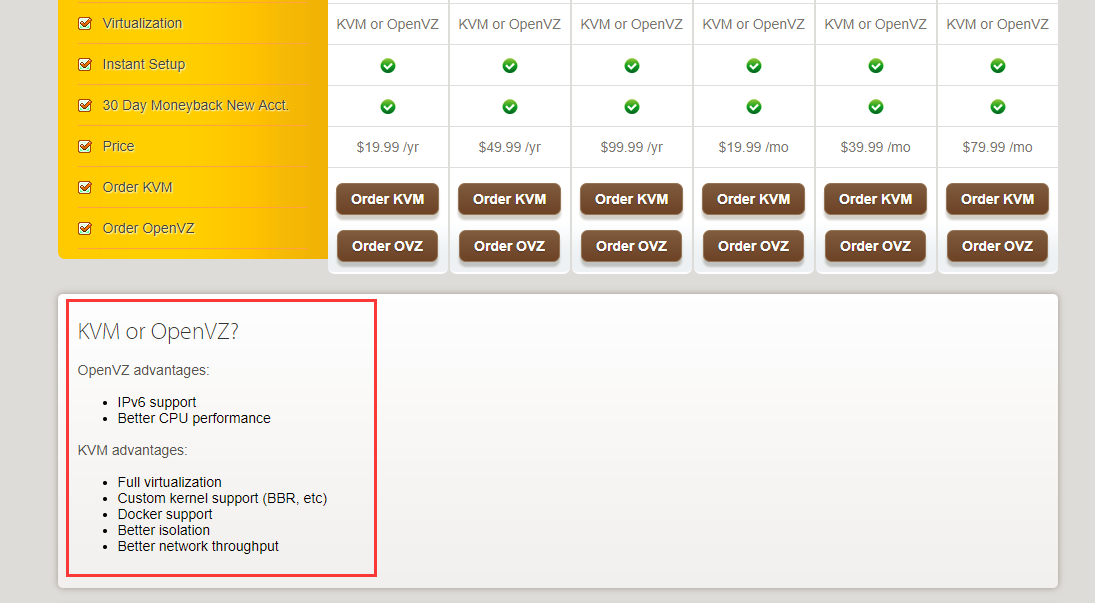 Virtualization KVM or OpenVZ KVM or OpenVZ KVM or OpenVZ KVM or OpenVZ KVM or OpenVZ KVM or OpenVZ
Instant Setup
30 Day Moneyback New Acct.
Price $19.99 /yr $49.99 /yr $99.99 /yr $19.99 /mo $39.99 /mo $79.99 /mo
Order KVM Order KVM Order KVM Order KVM Order KVM Order KVM Order KVM
Order OpenVZ Order OVZ Order OVZ Order OVZ Order OVZ Order OVZ Order OVZ
KVM or OpenVZ?
OpenVZ advantages:
IPv6 support
Better CPU performance
KVM advantages:
Full virtualization
Custom kernel support (BBR, etc)
Docker support
Better isolation
Better network throughput